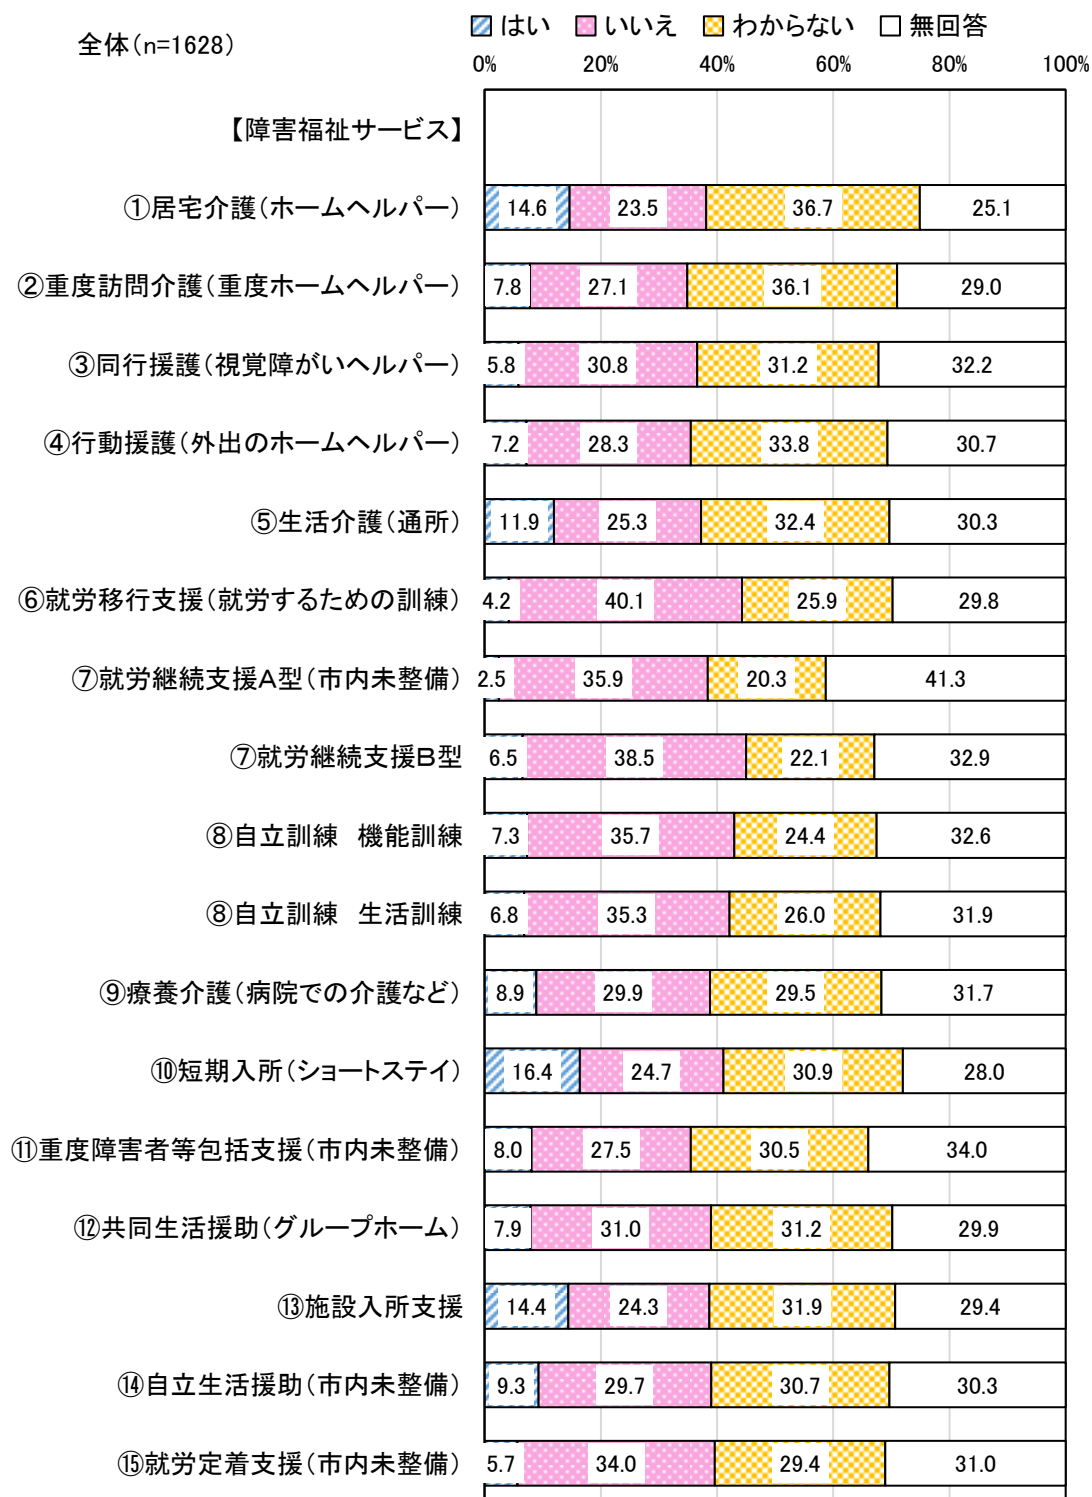 全体（n=1628）
はい いいえ わからない 無回答
0% 20% 40% 60% 80% 100%
【障害福祉サービス】
①居宅介護（ホームヘルパー） 14.6 23.5 36.7 25.1
②重度訪問介護（重度ホームヘルパー） 7.8 27.1 36.1 29.0
③同行援護（視覚障がいヘルパー） 5.8 30.8 31.2 32.2
④行動援護（外出のホームヘルパー） 7.2 28.3 33.8 30.7
⑤生活介護（通所） 11.9 25.3 32.4 30.3
⑥就労移行支援（就労するための訓練） 4.2 40.1 25.9 29.8
⑦就労継続支援A型（市内未整備） 2.5 35.9 20.3 41.3
⑦就労継続支援B型 6.5 38.5 22.1 32.9
⑧自立訓練　機能訓練 7.3 35.7 24.4 32.6
⑧自立訓練　生活訓練 6.8 35.3 26.0 31.9
⑨療養介護（病院での介護など） 8.9 29.9 29.5 31.7
⑩短期入所（ショートステイ） 16.4 24.7 30.9 28.0
⑪重度障害者等包括支援（市内未整備） 8.0 27.5 30.5 34.0
⑫共同生活援助（グループホーム） 7.9 31.0 31.2 29.9
⑬施設入所支援 14.4 24.3 31.9 29.4
⑭自立生活援助（市内未整備） 9.3 29.7 30.7 30.3
⑮就労定着支援（市内未整備） 5.7 34.0 29.4 31.0